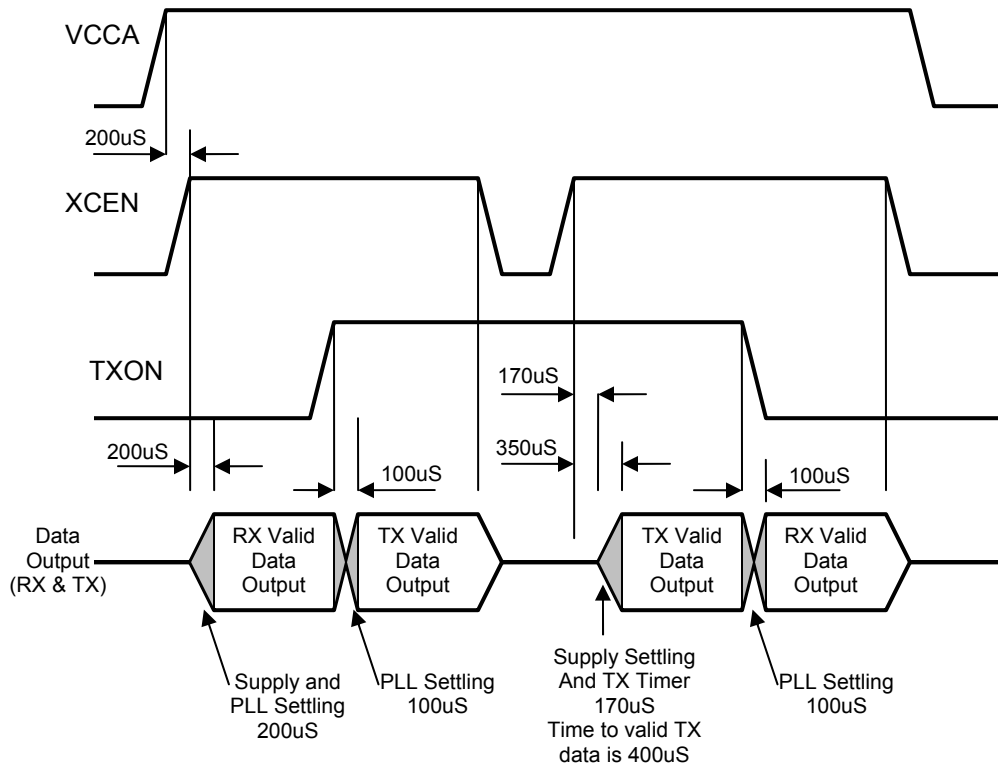 VCCA
200uS
XCEN
TXON
170uS
350uS
200uS
100uS
100uS
Data
Output
(RX & TX)
RX Valid
Data
Output
TX Valid
Data
Output
TX Valid
Data
Output
RX Valid
Data
Output
Supply and
PLL Settling
200uS
PLL Settling
100uS
Supply Settling
And TX Timer
170uS
Time to valid TX
data is 400uS
PLL Settling
100uS